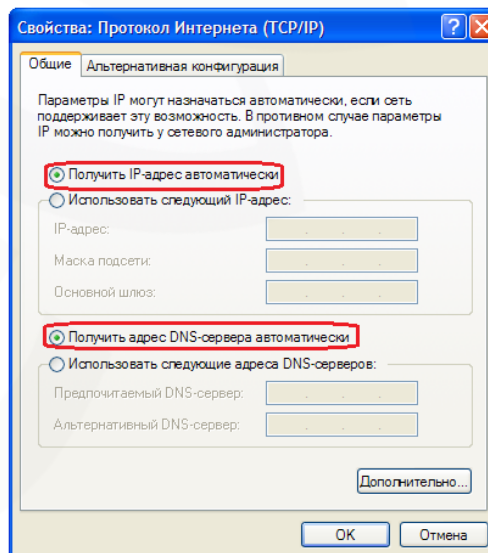 Свойства: Протокол Интернета (TCP/IP)
Общие Альтернативная конфигурация
Параметры IP могут назначаться автоматически, если сеть
поддерживает эту возможность. В противном случае параметры
IP можно получить у сетевого администратора.
Получить IP-адрес автоматически
Использовать следующий IP-адрес:
IP-адрес:
Маска подсети:
Основной шлюз:
Получить адрес DNS-сервера автоматически
Использовать следующие адреса DNS-серверов:
Предпочитаемый DNS-сервер:
Альтернативный DNS-сервер:
Дополнительно...
OK Отмена